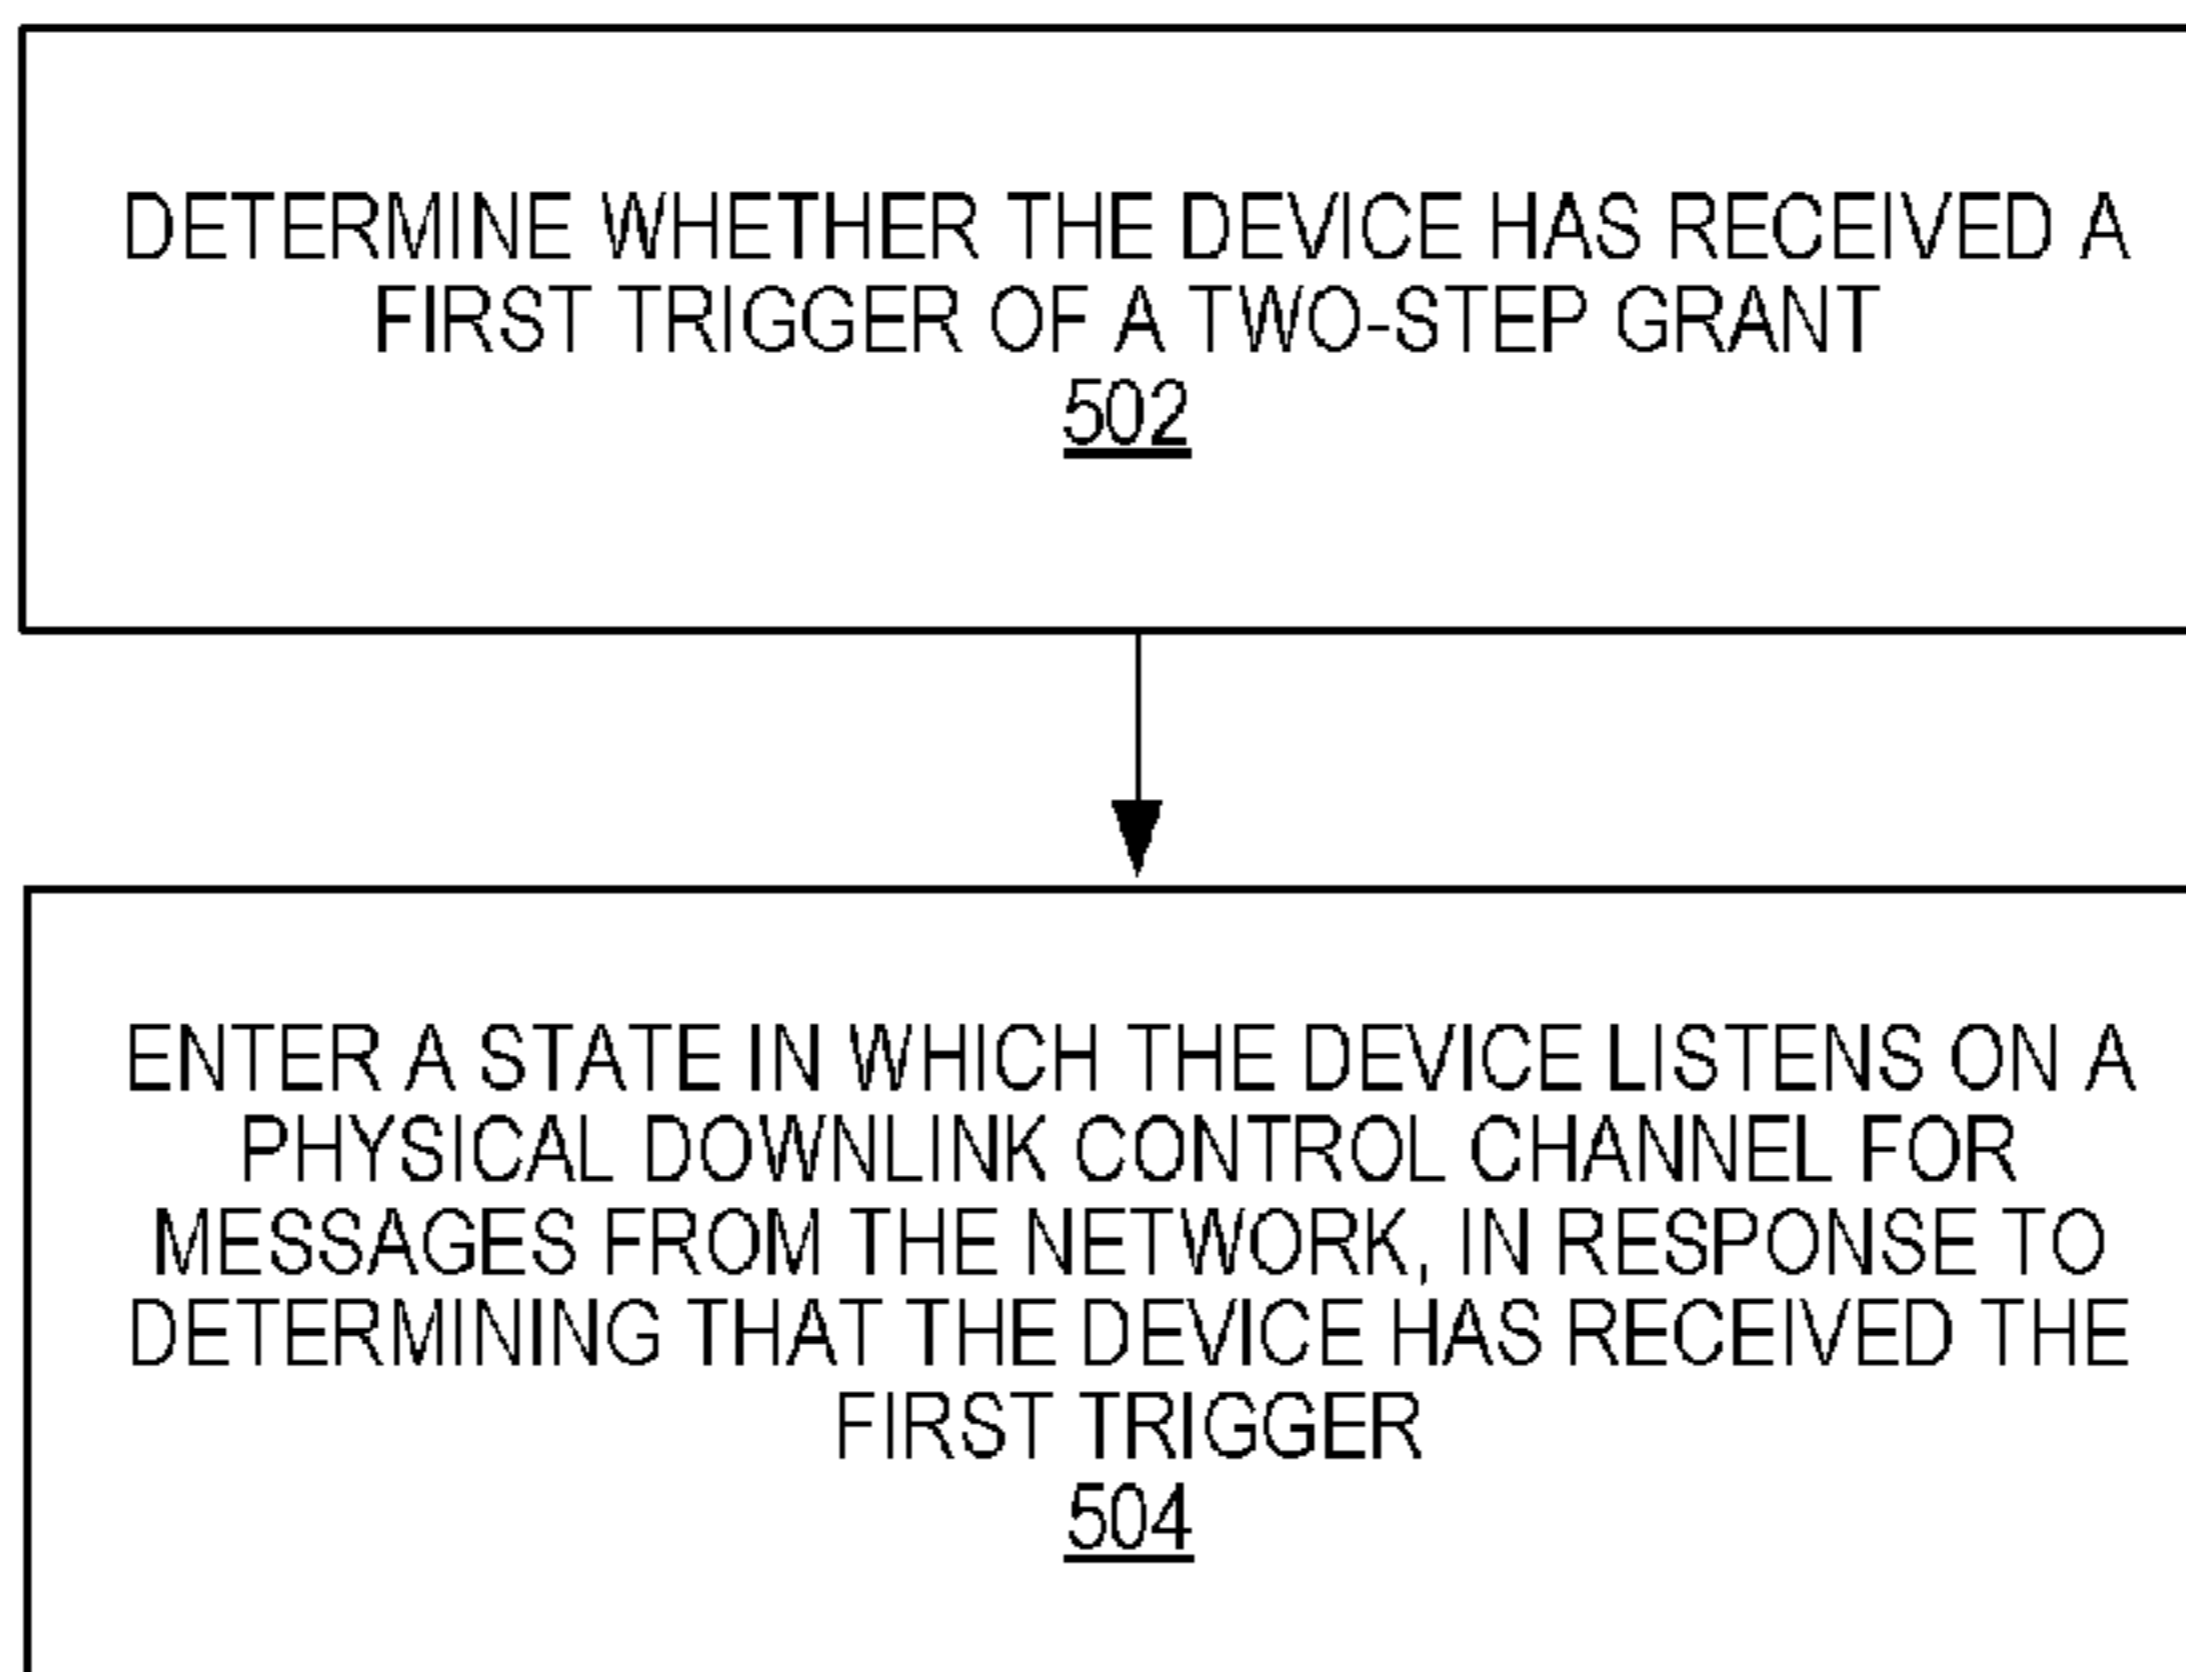 DETERMINE WHETHER THE DEVICE HAS RECEIVED A
FIRST TRIGGER OF A TWO-STEP GRANT
502
ENTER A STATE IN WHICH THE DEVICE LISTENS ON A
PHYSICAL DOWNLINK CONTROL CHANNEL FOR
MESSAGES FROM THE NETWORK, IN RESPONSE TO
DETERMINING THAT THE DEVICE HAS RECEIVED THE
FIRST TRIGGER
504